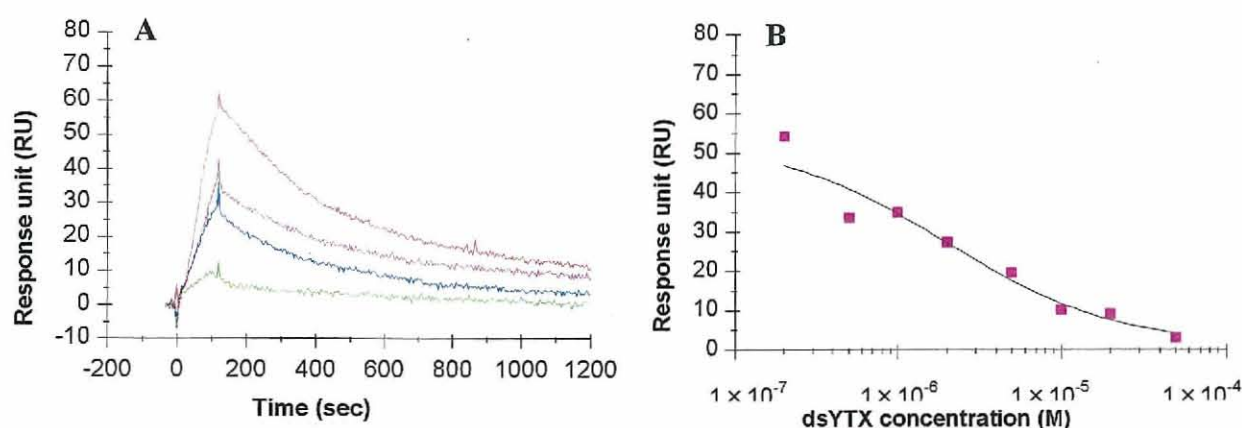 A
Response unit (RU)
80
70
60
50
40
30
20
10
0
-10
-200 0 200 400 600 800 1000 1200
Time (sec)
B
Response unit (RU)
80
70
60
50
40
30
20
10
0
1 × 10⁻⁷ 1 × 10⁻⁶ 1 × 10⁻⁵ 1 × 10⁻⁴
dsYTX concentration (M)